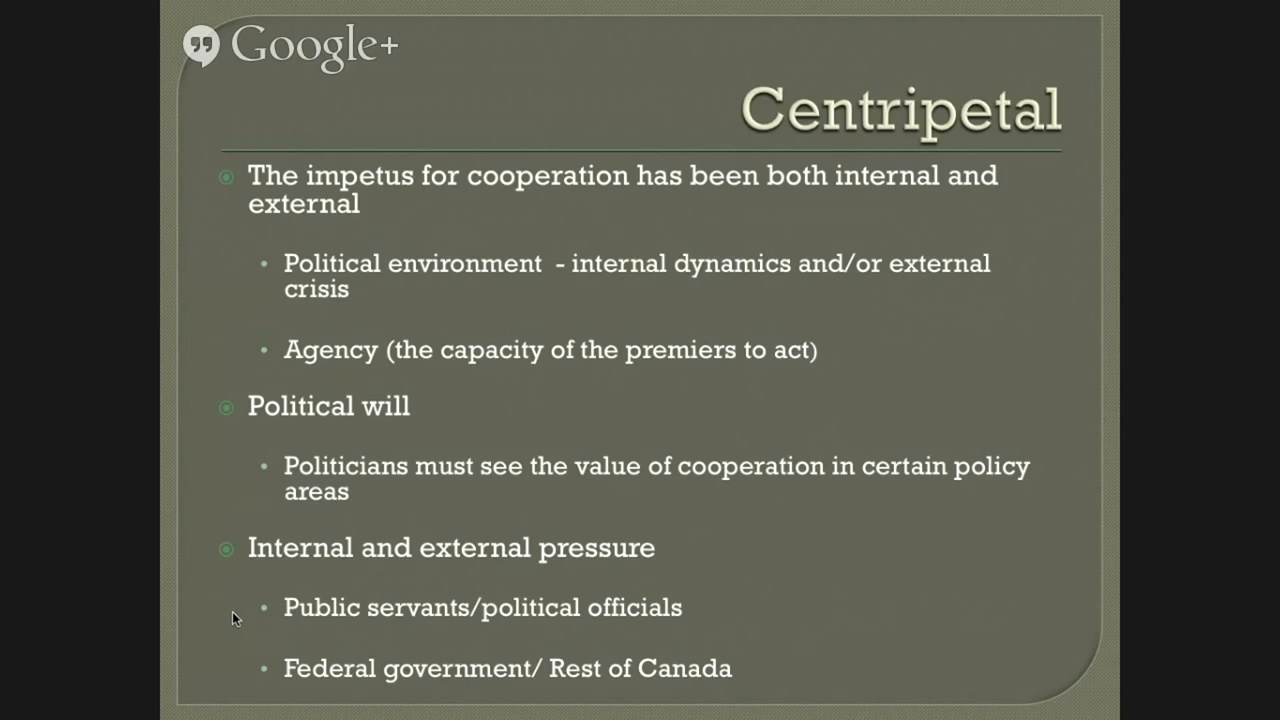 Google+
Centripetal
The impetus for cooperation has been both internal and
external
Political environment - internal dynamics and/or external
crisis
Agency (the capacity of the premiers to act)
Political will
Politicians must see the value of cooperation in certain policy
areas
Internal and external pressure
Public servants/political officials
Federal government/ Rest of Canada